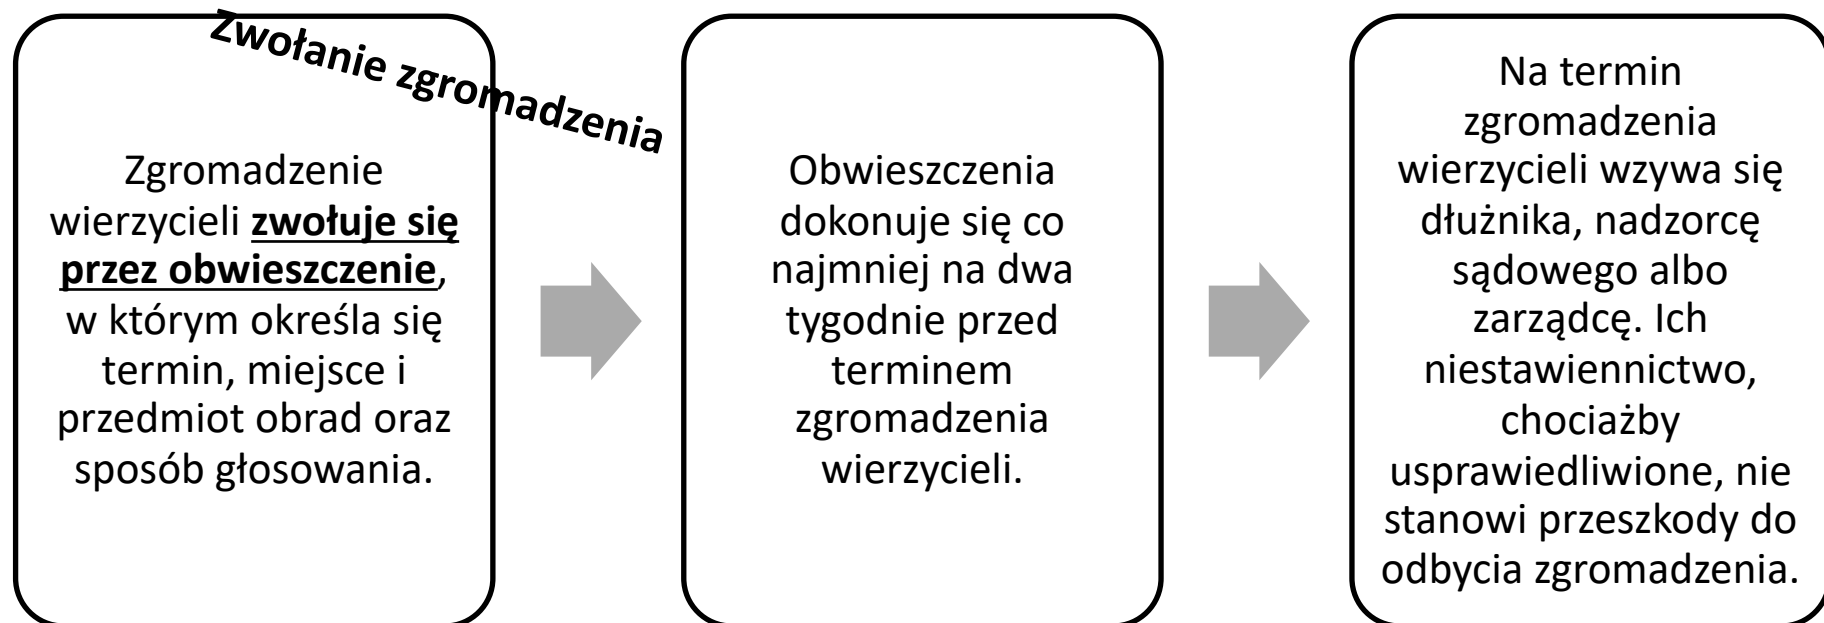 Zwołanie zgromadzenia
Zgromadzenie
wierzycieli zwołuje się
przez obwieszczenie,
w którym określa się
termin, miejsce i
przedmiot obrad oraz
sposób głosowania.
Obwieszczenia
dokonuje się co
najmniej na dwa
tygodnie przed
terminem
zgromadzenia
wierzycieli.
Na termin
zgromadzenia
wierzycieli wzywa się
dłużnika, nadzorcę
sądowego albo
zarządcę. Ich
niestawiennictwo,
chociażby
usprawiedliwione, nie
stanowi przeszkody do
odbycia zgromadzenia.